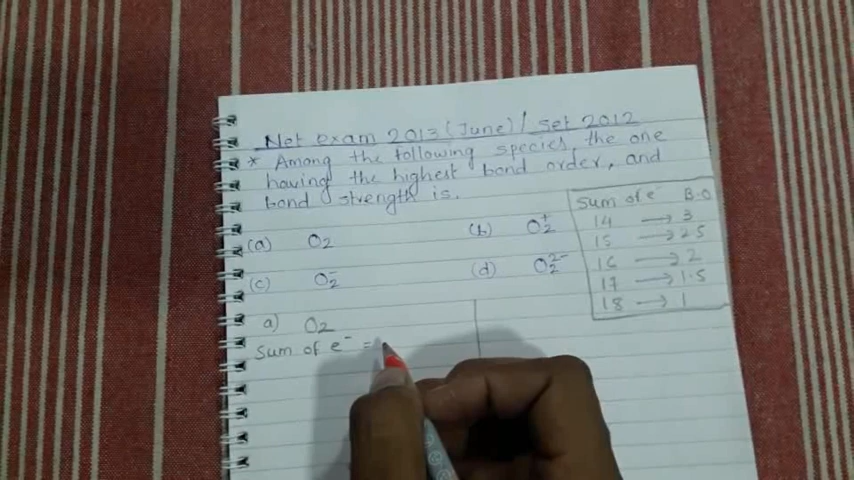 Net exam 2013 (June) / set 2012
* Among the following species the one
having the highest bond order, and
bond strength is.
(a) O₂ (b) O₂⁺
(c) O₂⁻ (d) O₂²⁻
Sum of e⁻ B.O
14 → 3
15 → 2.5
16 → 2
17 → 1.5
18 → 1
a) O₂
Sum of e⁻ =